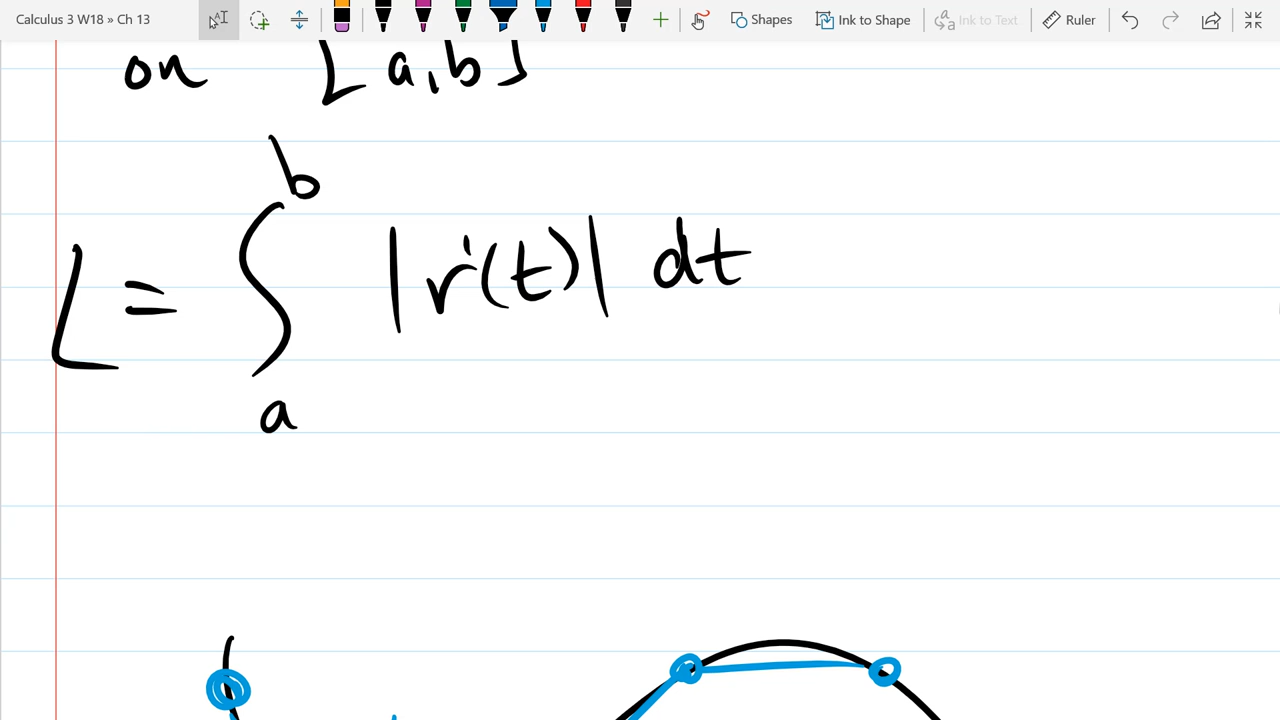 Calculus 3 W18 » Ch 13
Shapes
Ink to Shape
Ink to Text
Ruler
on [a,b]
L = ∫_a^b |r'(t)| dt